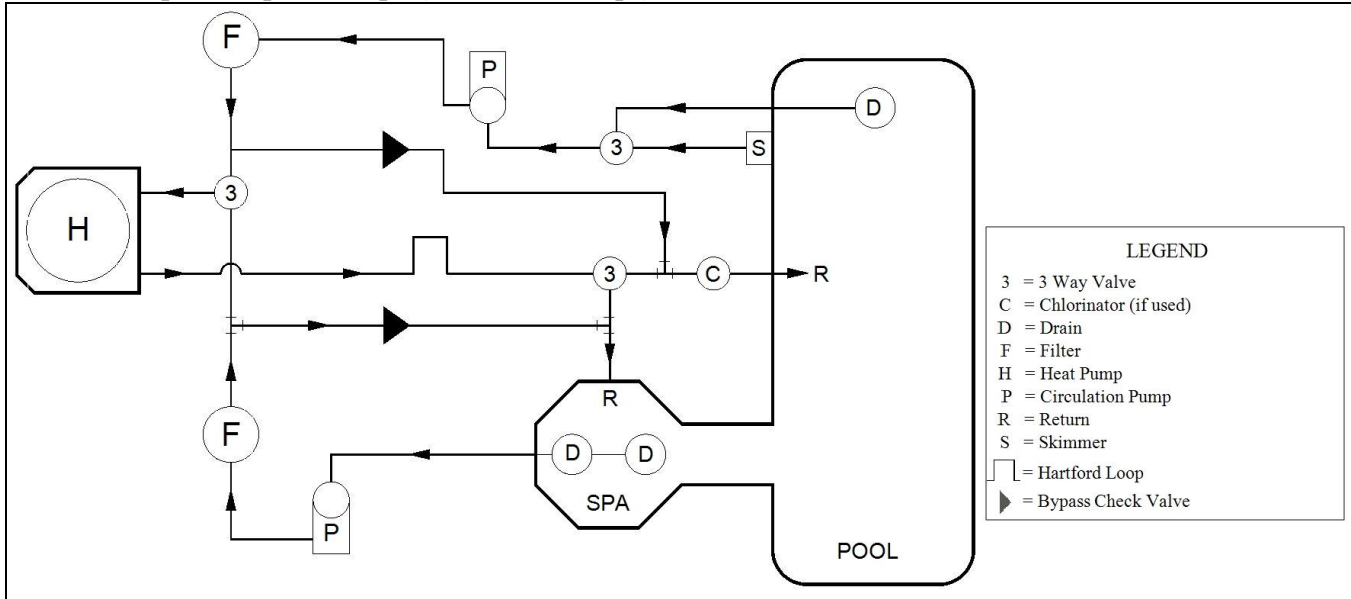 F
P
D
3
S
3
H
3
C
R
R
F
D
D
SPA
P
POOL
LEGEND
3 = 3 Way Valve
C = Chlorinator (if used)
D = Drain
F = Filter
H = Heat Pump
P = Circulation Pump
R = Return
S = Skimmer
= Hartford Loop
= Bypass Check Valve